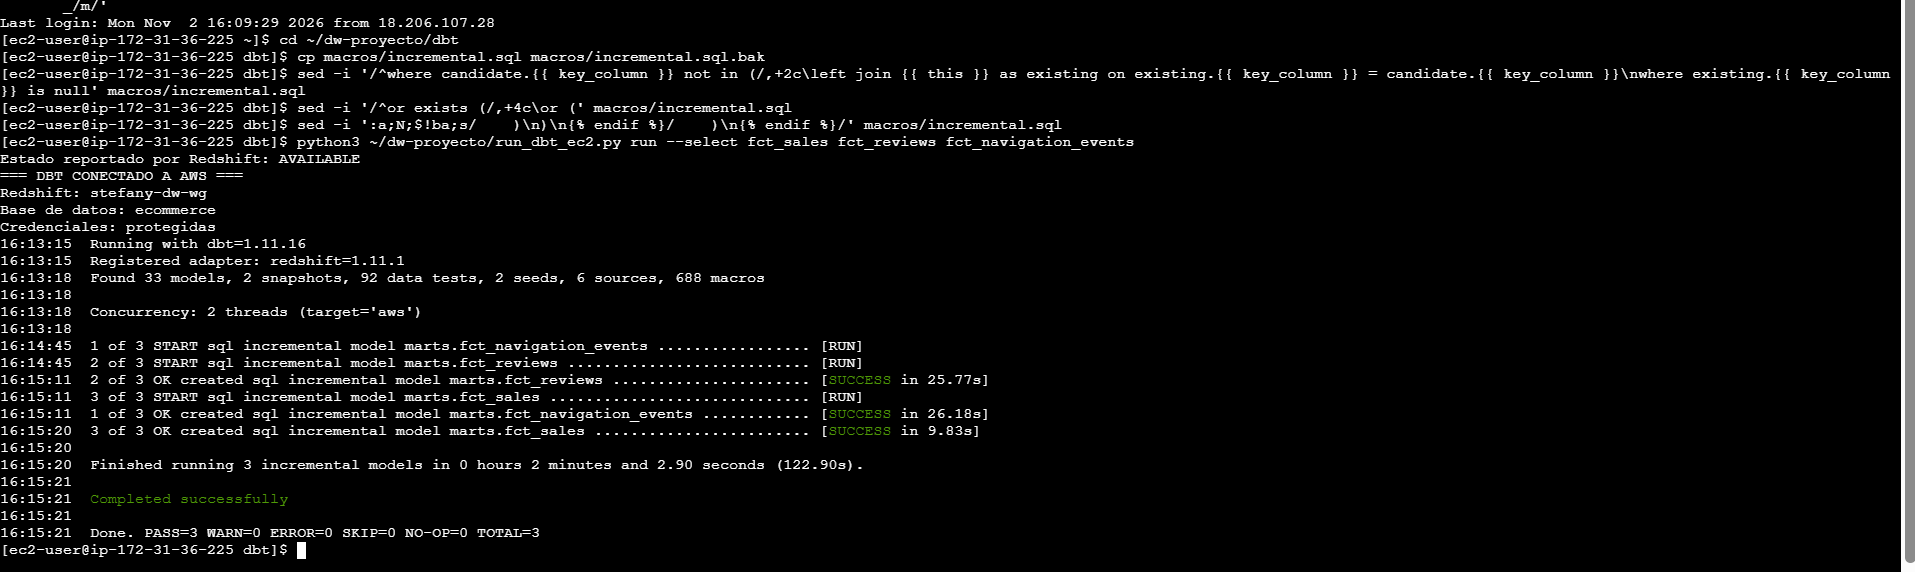 _/m/'
Last login: Mon Nov  2 16:09:29 2026 from 18.206.107.28
[ec2-user@ip-172-31-36-225 ~]$ cd ~/dw-proyecto/dbt
[ec2-user@ip-172-31-36-225 dbt]$ cp macros/incremental.sql macros/incremental.sql.bak
[ec2-user@ip-172-31-36-225 dbt]$ sed -i '/^where candidate.{{ key_column }} not in (/,+2c\left join {{ this }} as existing on existing.{{ key_column }} = candidate.{{ key_column }}\nwhere existing.{{ key_column
}} is null' macros/incremental.sql
[ec2-user@ip-172-31-36-225 dbt]$ sed -i '/^or exists (/,+4c\or (' macros/incremental.sql
[ec2-user@ip-172-31-36-225 dbt]$ sed -i ':a;N;$!ba;s/    )\n)\n{% endif %}/    )\n{% endif %}/' macros/incremental.sql
[ec2-user@ip-172-31-36-225 dbt]$ python3 ~/dw-proyecto/run_dbt_ec2.py run --select fct_sales fct_reviews fct_navigation_events
Estado reportado por Redshift: AVAILABLE
=== DBT CONECTADO A AWS ===
Redshift: stefany-dw-wg
Base de datos: ecommerce
Credenciales: protegidas
16:13:15  Running with dbt=1.11.16
16:13:15  Registered adapter: redshift=1.11.1
16:13:18  Found 33 models, 2 snapshots, 92 data tests, 2 seeds, 6 sources, 688 macros
16:13:18
16:13:18  Concurrency: 2 threads (target='aws')
16:13:18
16:14:45  1 of 3 START sql incremental model marts.fct_navigation_events ................. [RUN]
16:14:45  2 of 3 START sql incremental model marts.fct_reviews ........................... [RUN]
16:15:11  2 of 3 OK created sql incremental model marts.fct_reviews ...................... [SUCCESS in 25.77s]
16:15:11  3 of 3 START sql incremental model marts.fct_sales ............................. [RUN]
16:15:11  1 of 3 OK created sql incremental model marts.fct_navigation_events ............ [SUCCESS in 26.18s]
16:15:20  3 of 3 OK created sql incremental model marts.fct_sales ........................ [SUCCESS in 9.83s]
16:15:20
16:15:20  Finished running 3 incremental models in 0 hours 2 minutes and 2.90 seconds (122.90s).
16:15:21
16:15:21  Completed successfully
16:15:21
16:15:21  Done. PASS=3 WARN=0 ERROR=0 SKIP=0 NO-OP=0 TOTAL=3
[ec2-user@ip-172-31-36-225 dbt]$